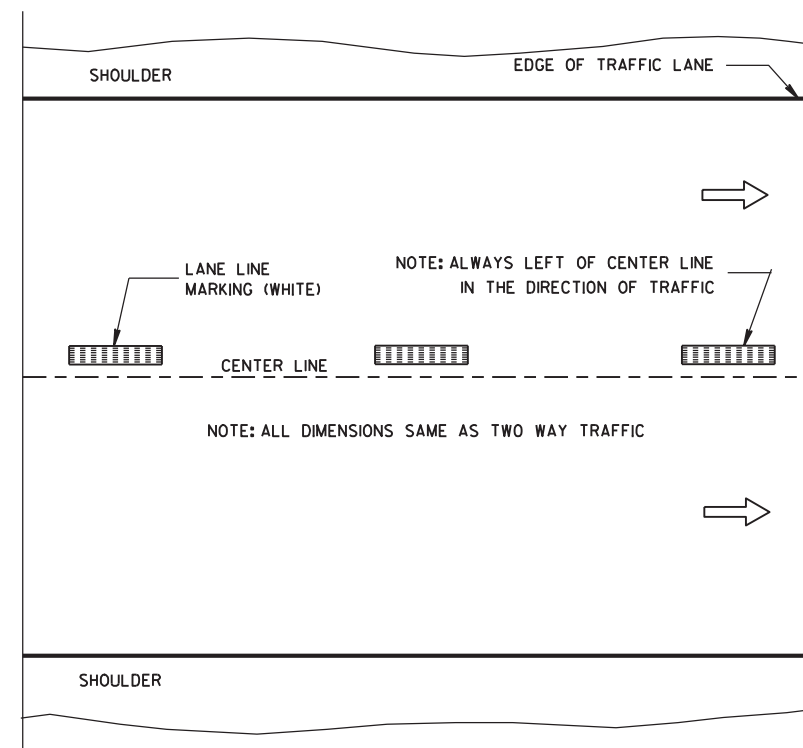 SHOULDER
EDGE OF TRAFFIC LANE
LANE LINE
MARKING (WHITE)
NOTE: ALWAYS LEFT OF CENTER LINE
IN THE DIRECTION OF TRAFFIC
CENTER LINE
NOTE: ALL DIMENSIONS SAME AS TWO WAY TRAFFIC
SHOULDER